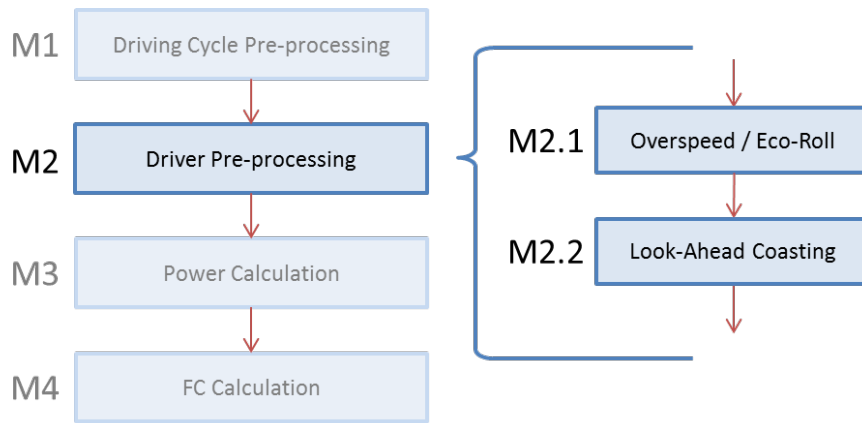 M1
Driving Cycle Pre-processing
M2
Driver Pre-processing
M3
Power Calculation
M4
FC Calculation
M2.1
Overspeed / Eco-Roll
M2.2
Look-Ahead Coasting